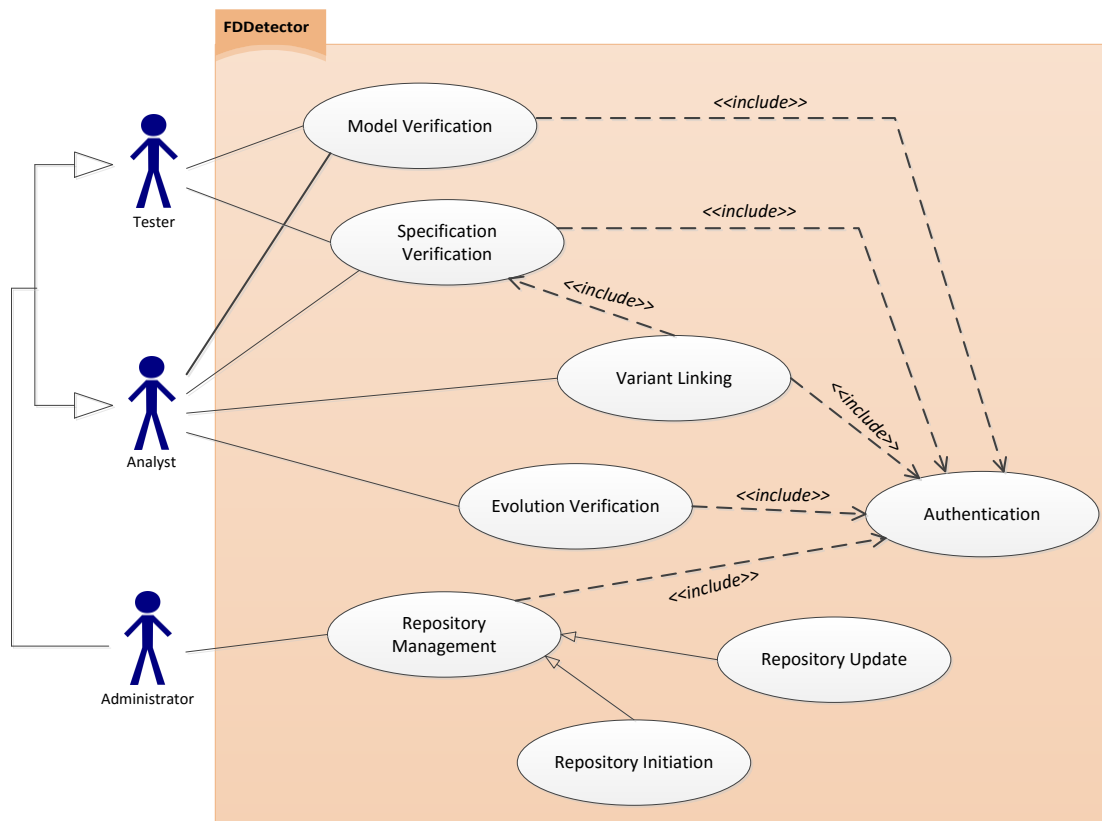 FDDetector
<<include>>
Model Verification
Tester
<<include>>
Specification
Verification
<<include>>
Variant Linking
<<include>>
Analyst
Evolution Verification
<<include>>
Authentication
<<include>>
Repository
Management
Repository Update
Administrator
Repository Initiation